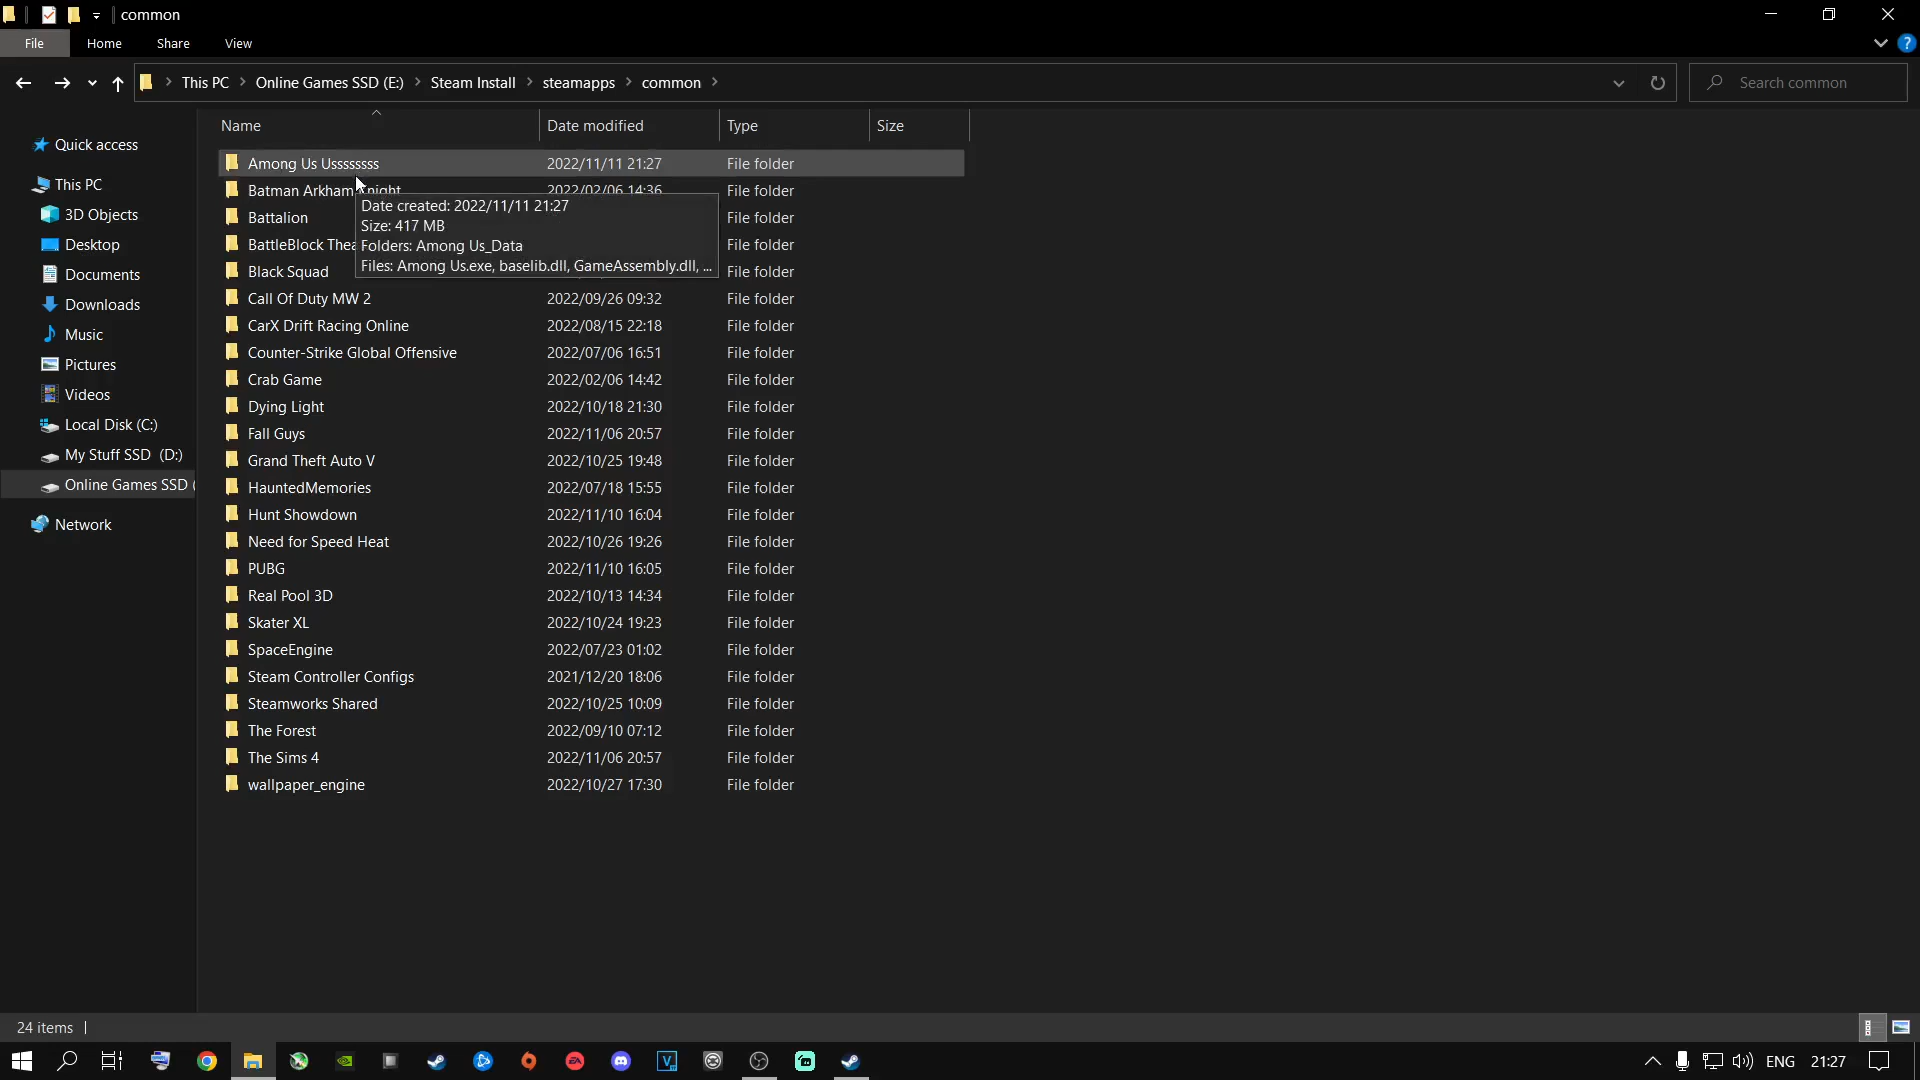 common
File Home Share View
This PC Online Games SSD (E:) Steam Install steamapps common
Search common
Name Date modified Type Size
Quick access
This PC
3D Objects
Desktop
Documents
Downloads
Music
Pictures
Videos
Local Disk (C:)
My Stuff SSD (D:)
Online Games SSD (
Network
Among Us Usssssss 2022/11/11 21:27 File folder
Batman Arkham Knight 2022/02/06 14:36 File folder
Battalion File folder
BattleBlock Thea File folder
Black Squad File folder
Date created: 2022/11/11 21:27
Size: 417 MB
Folders: Among Us_Data
Files: Among Us.exe, baselib.dll, GameAssembly.dll, ...
Call Of Duty MW 2 2022/09/26 09:32 File folder
CarX Drift Racing Online 2022/08/15 22:18 File folder
Counter-Strike Global Offensive 2022/07/06 16:51 File folder
Crab Game 2022/02/06 14:42 File folder
Dying Light 2022/10/18 21:30 File folder
Fall Guys 2022/11/06 20:57 File folder
Grand Theft Auto V 2022/10/25 19:48 File folder
HauntedMemories 2022/07/18 15:55 File folder
Hunt Showdown 2022/11/10 16:04 File folder
Need for Speed Heat 2022/10/26 19:26 File folder
PUBG 2022/11/10 16:05 File folder
Real Pool 3D 2022/10/13 14:34 File folder
Skater XL 2022/10/24 19:23 File folder
SpaceEngine 2022/07/23 01:02 File folder
Steam Controller Configs 2021/12/20 18:06 File folder
Steamworks Shared 2022/10/25 10:09 File folder
The Forest 2022/09/10 07:12 File folder
The Sims 4 2022/11/06 20:57 File folder
wallpaper_engine 2022/10/27 17:30 File folder
24 items
ENG 21:27